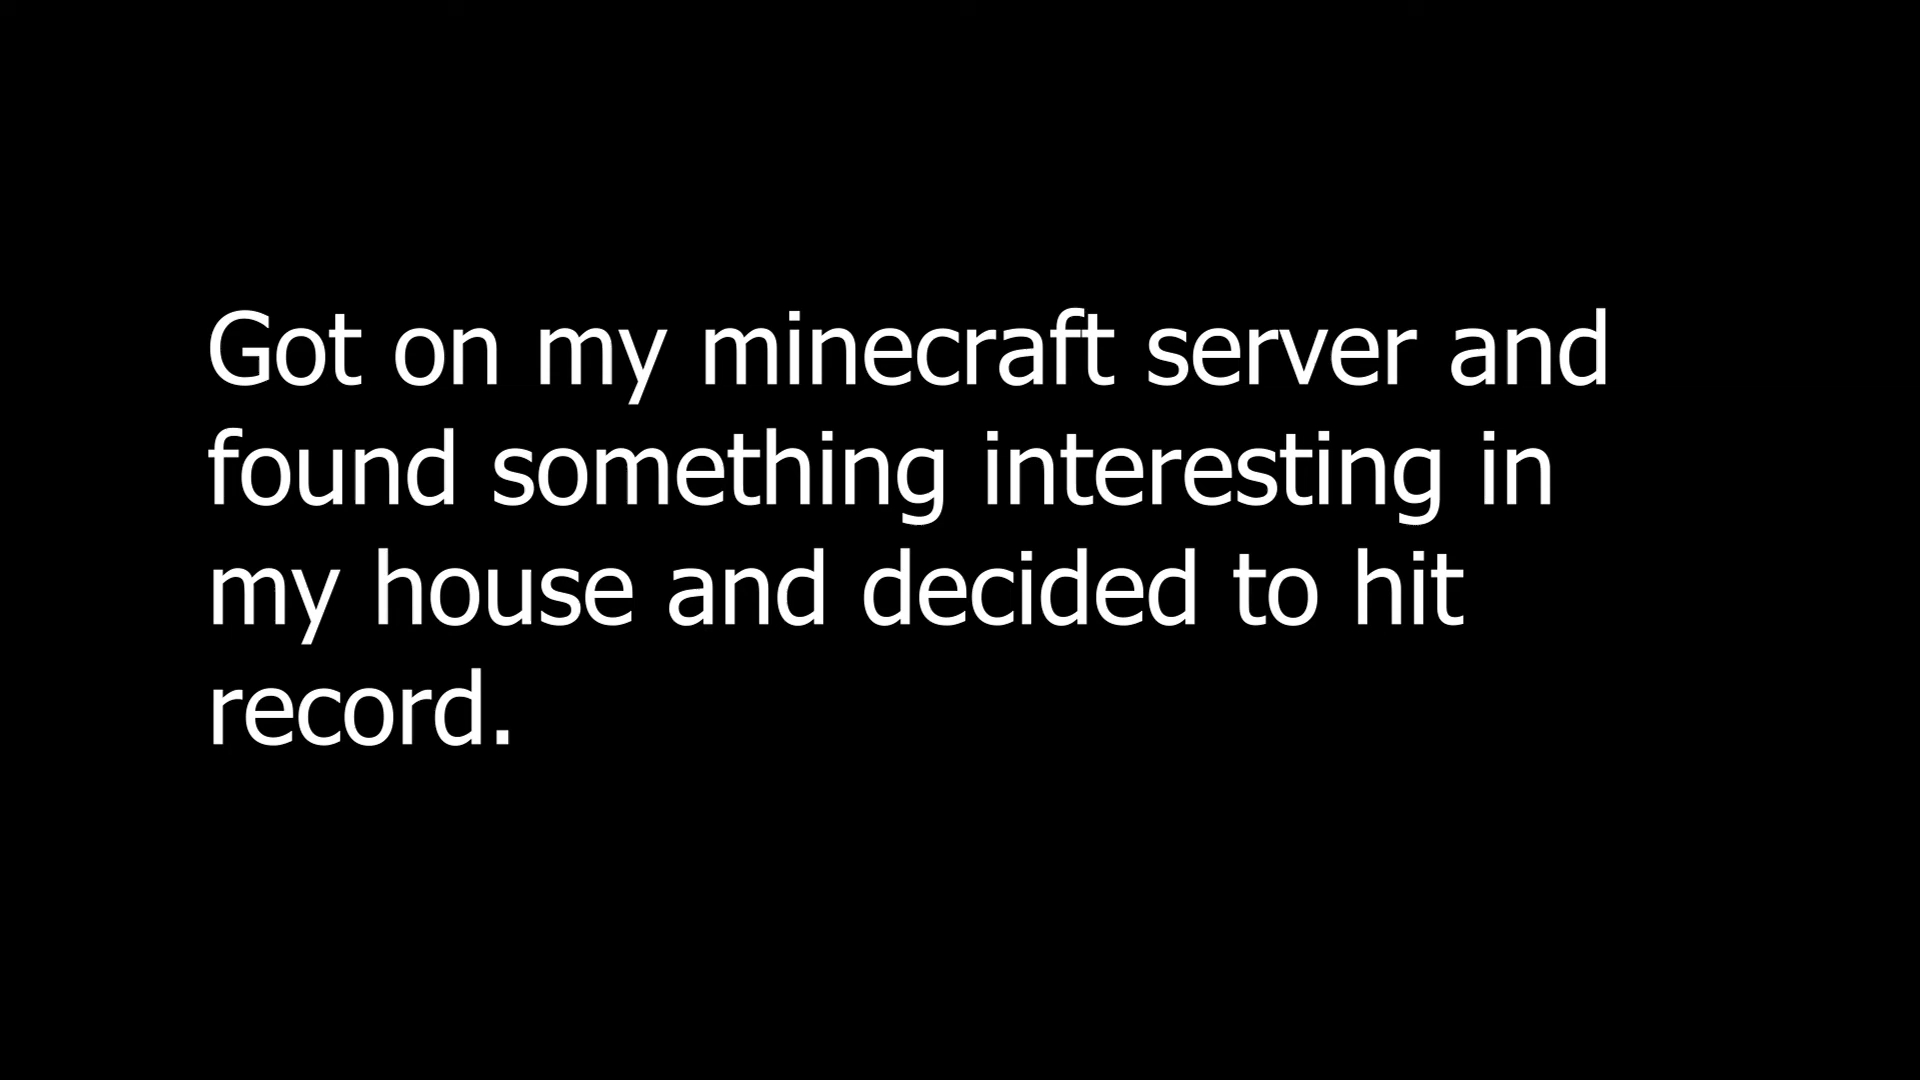 Got on my minecraft server and
found something interesting in
my house and decided to hit
record.